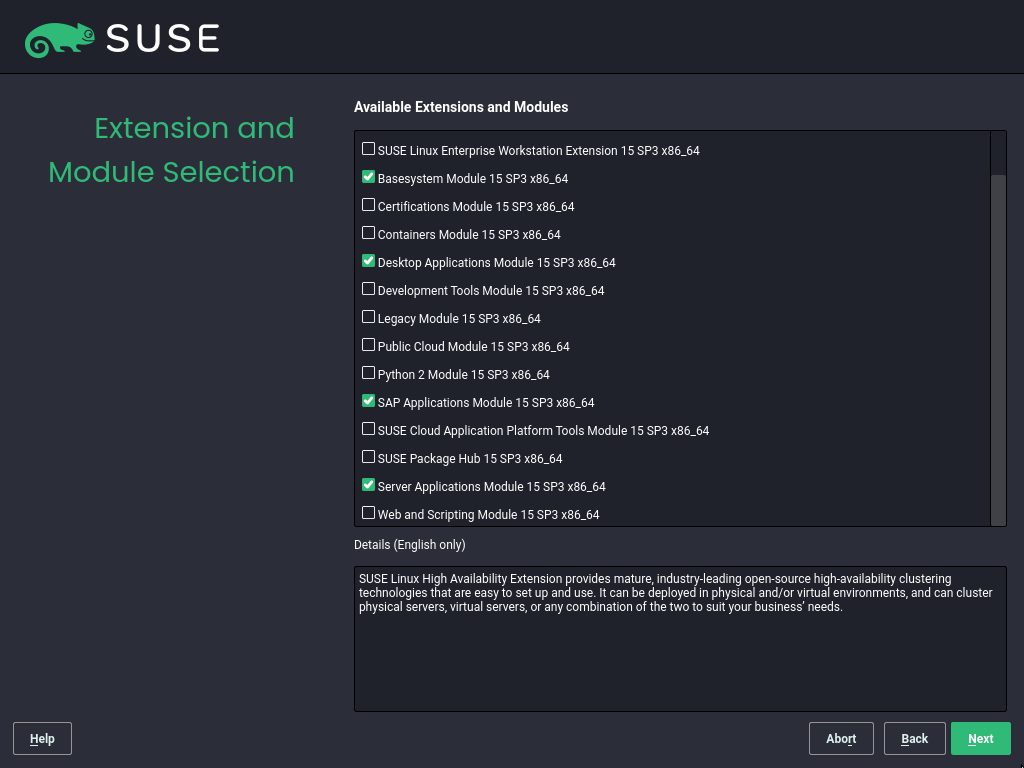 SUSE
Extension and
Module Selection
Available Extensions and Modules
SUSE Linux Enterprise Workstation Extension 15 SP3 x86_64
Basesystem Module 15 SP3 x86_64
Certifications Module 15 SP3 x86_64
Containers Module 15 SP3 x86_64
Desktop Applications Module 15 SP3 x86_64
Development Tools Module 15 SP3 x86_64
Legacy Module 15 SP3 x86_64
Public Cloud Module 15 SP3 x86_64
Python 2 Module 15 SP3 x86_64
SAP Applications Module 15 SP3 x86_64
SUSE Cloud Application Platform Tools Module 15 SP3 x86_64
SUSE Package Hub 15 SP3 x86_64
Server Applications Module 15 SP3 x86_64
Web and Scripting Module 15 SP3 x86_64
Details (English only)
SUSE Linux High Availability Extension provides mature, industry-leading open-source high-availability clustering
technologies that are easy to set up and use. It can be deployed in physical and/or virtual environments, and can cluster
physical servers, virtual servers, or any combination of the two to suit your business’ needs.
Help
Abort
Back
Next